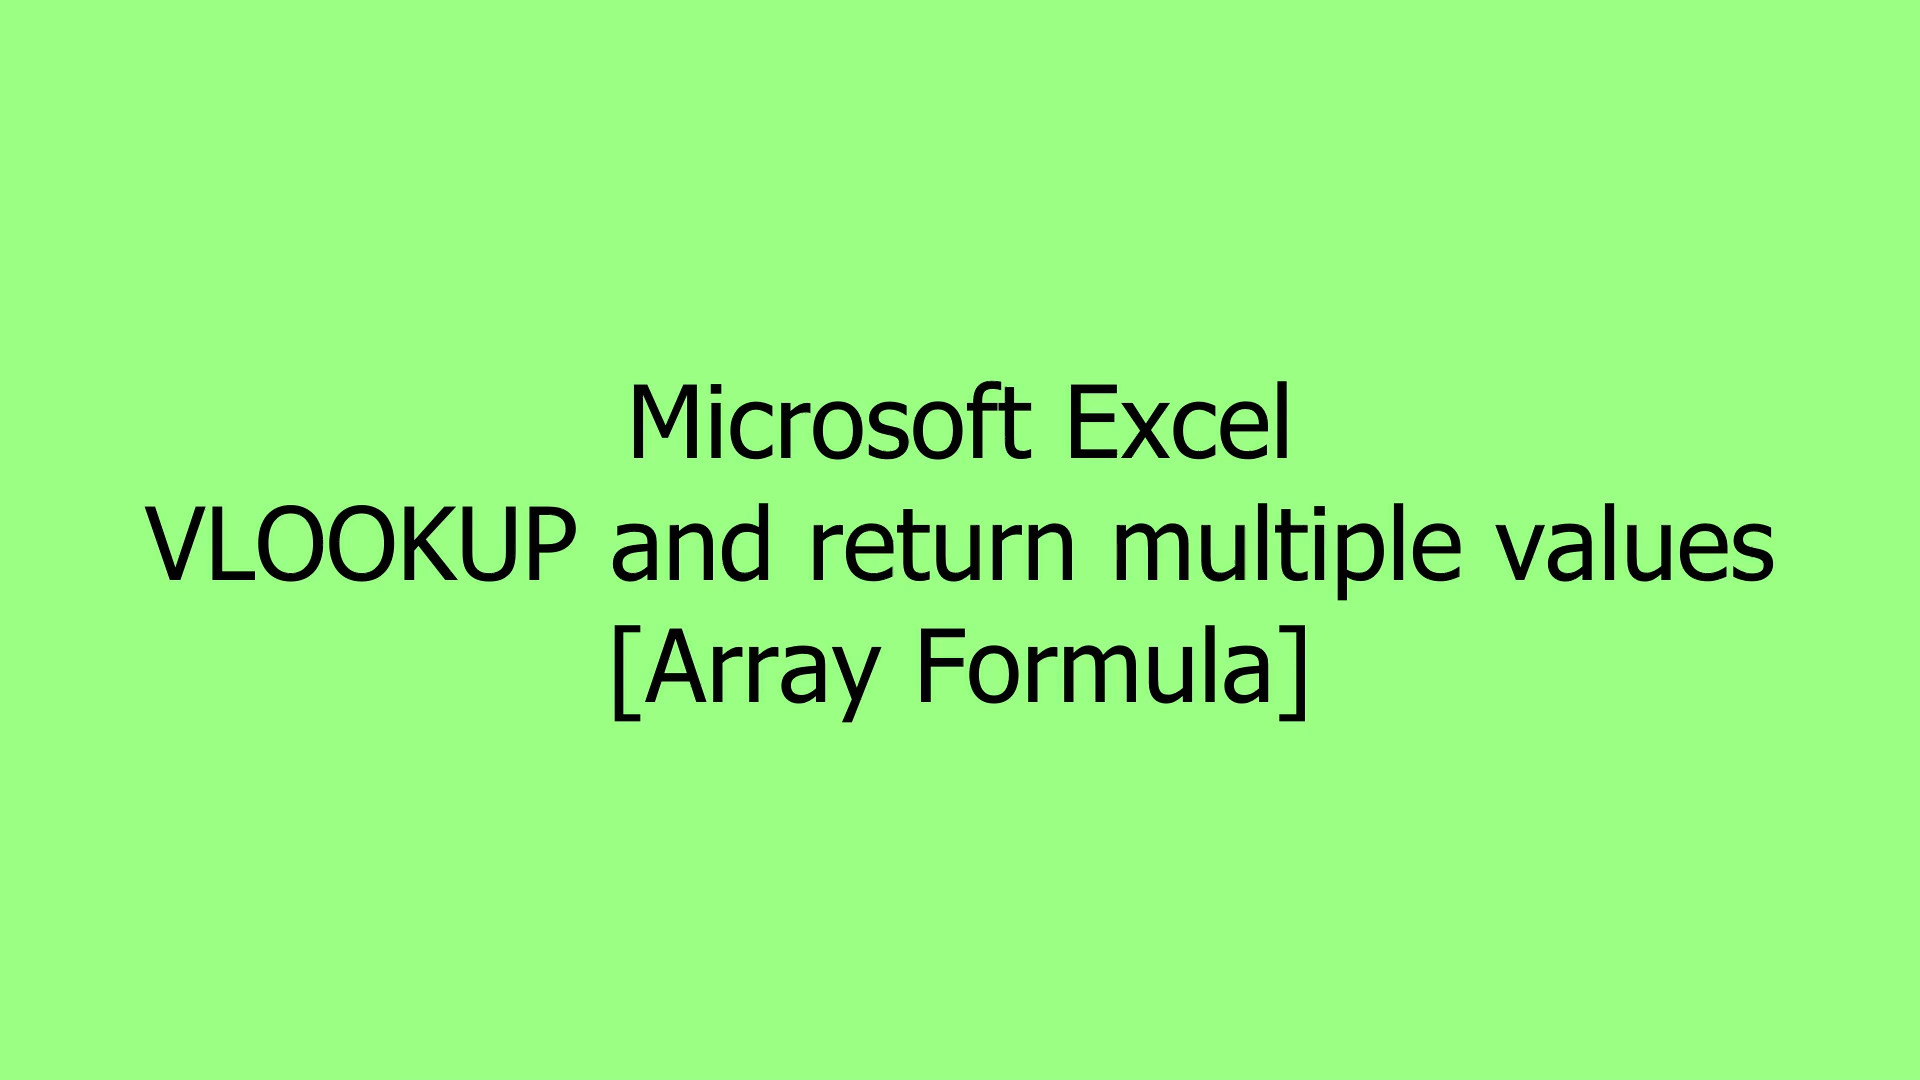 Microsoft Excel
VLOOKUP and return multiple values
[Array Formula]